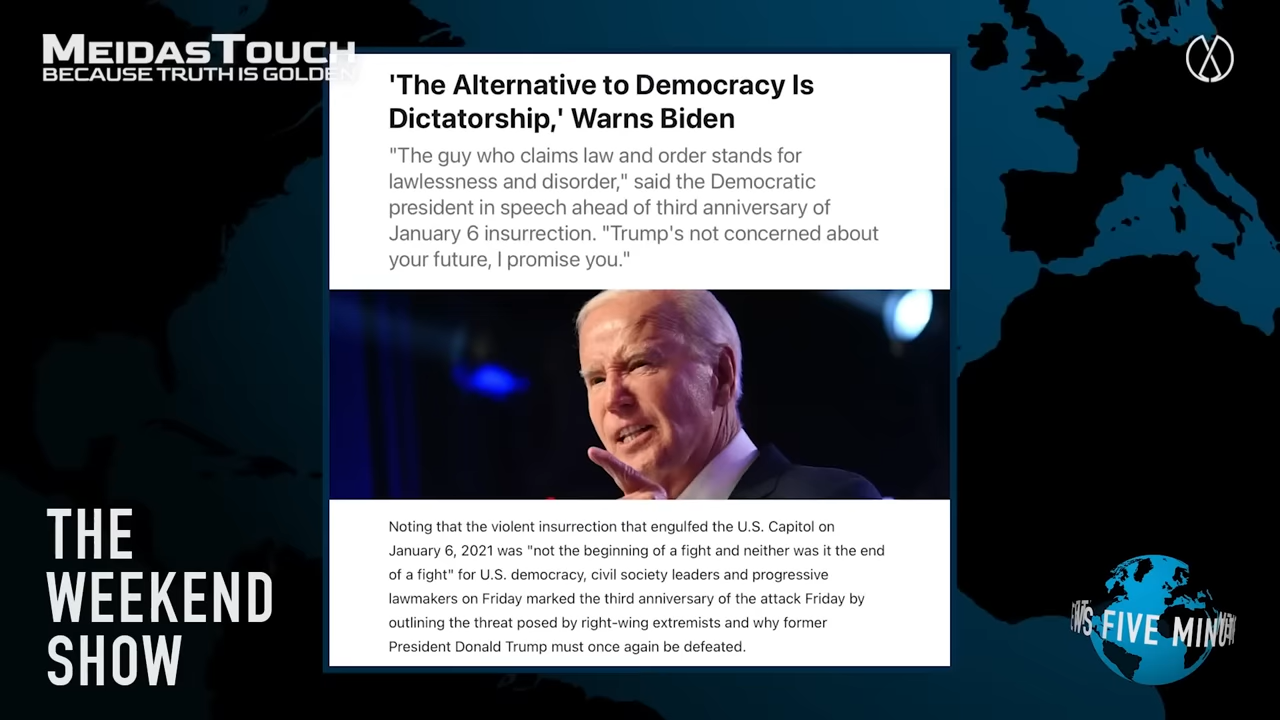 MEIDASTOUCH
BECAUSE TRUTH IS GOLDEN
'The Alternative to Democracy Is
Dictatorship,' Warns Biden
"The guy who claims law and order stands for
lawlessness and disorder," said the Democratic
president in speech ahead of third anniversary of
January 6 insurrection. "Trump's not concerned about
your future, I promise you."
Noting that the violent insurrection that engulfed the U.S. Capitol on
January 6, 2021 was "not the beginning of a fight and neither was it the end
of a fight" for U.S. democracy, civil society leaders and progressive
lawmakers on Friday marked the third anniversary of the attack Friday by
outlining the threat posed by right-wing extremists and why former
President Donald Trump must once again be defeated.
THE
WEEKEND
SHOW
FIVE